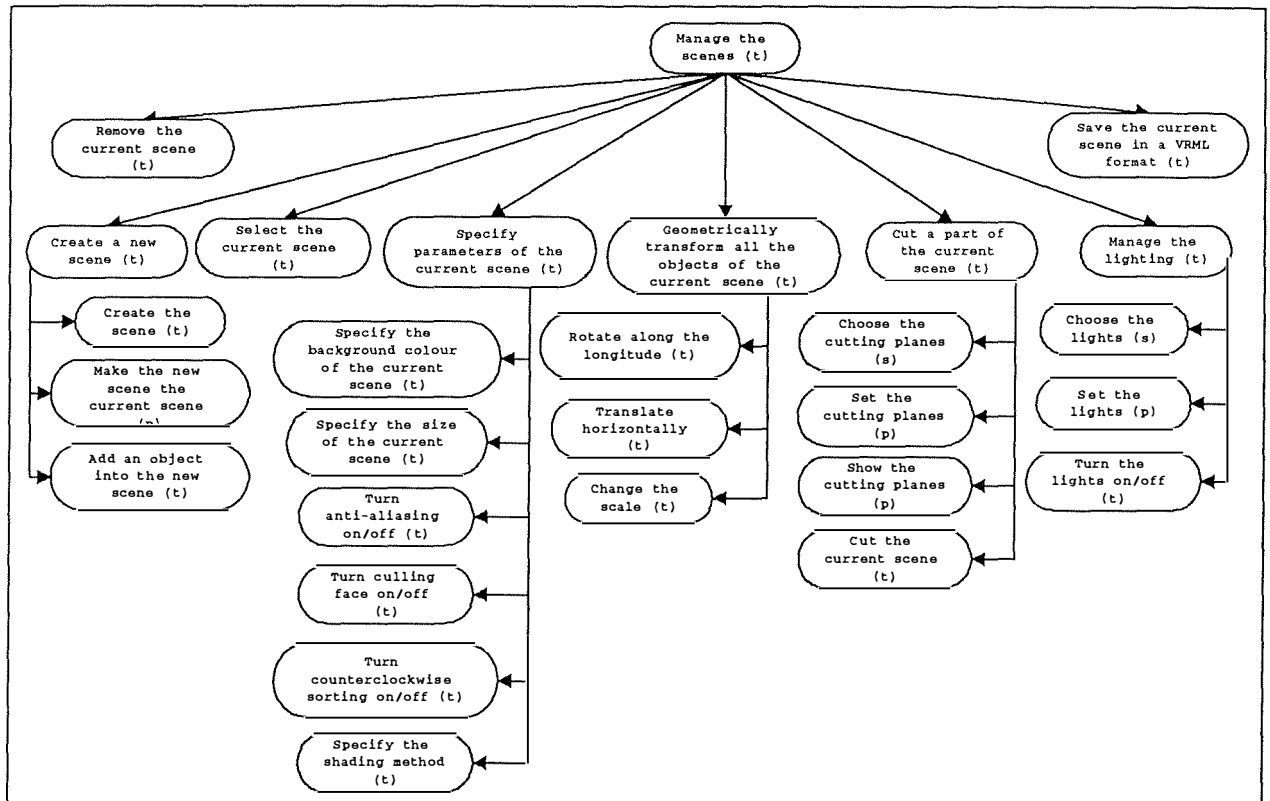 Manage the
scenes (t)
Remove the
current scene
(t)
Save the current
scene in a VRML
format (t)
Create a new
scene (t)
Select the
current scene
(t)
Specify
parameters of the
current scene (t)
Geometrically
transform all the
objects of the
current scene (t)
Cut a part
of the current
scene (t)
Manage the
lighting (t)
Create the
scene (t)
Make the new
scene the
current scene
Add an object
into the new
scene (t)
Specify the
background colour
of the current
scene (t)
Specify the size
of the current
scene (t)
Turn
anti-aliasing
on/off (t)
Turn culling
face on/off
(t)
Turn
counterclockwise
sorting on/off (t)
Specify the
shading method
(t)
Rotate along the
longitude (t)
Translate
horizontally
(t)
Change the
scale (t)
Choose the
cutting planes
(s)
Set the
cutting planes
(p)
Show the
cutting planes
(p)
Cut the
current scene
(t)
Choose the
lights (s)
Set the
lights (p)
Turn the
lights on/off
(t)